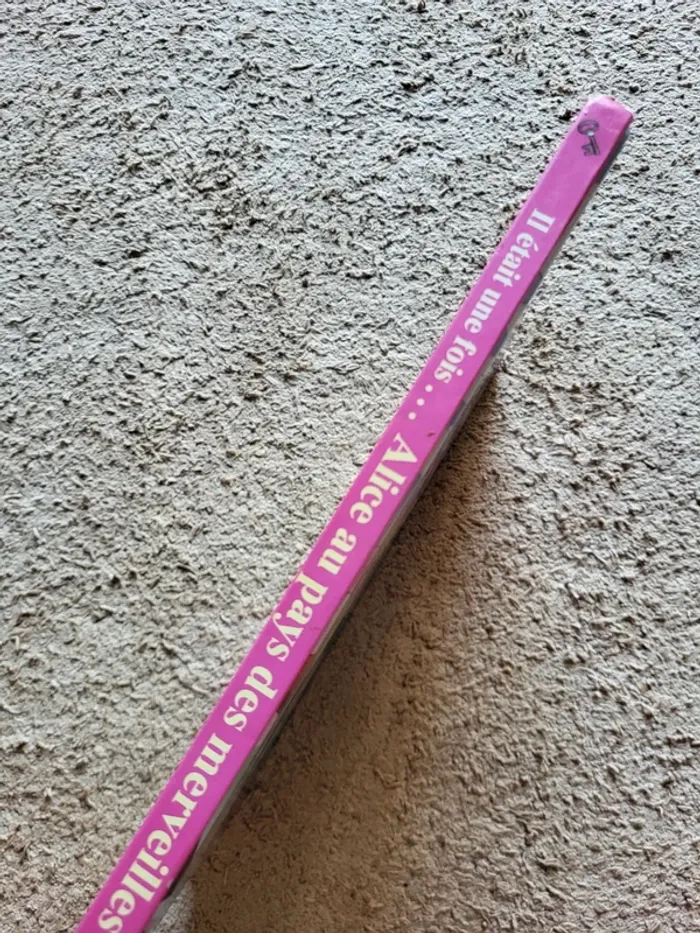 Il était une fois.... Alice au pays des merveilles